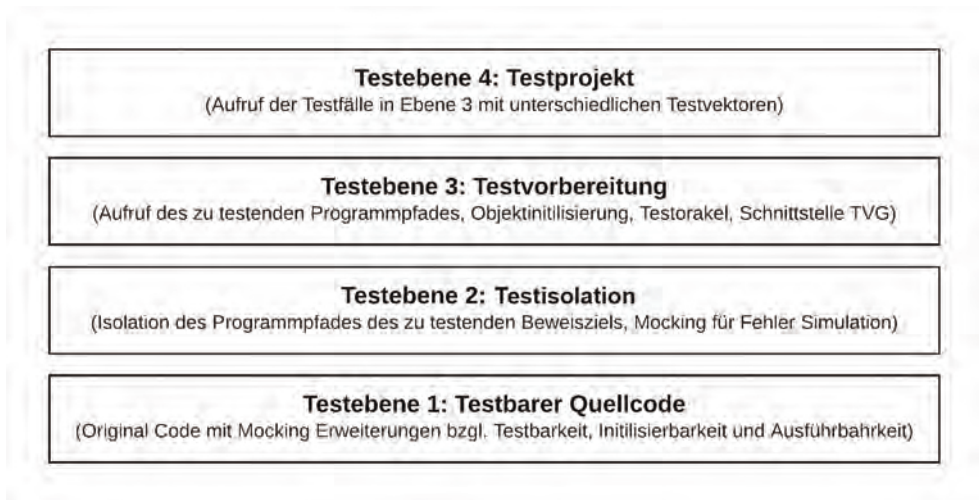 Testebene 4: Testprojekt
(Aufruf der Testfälle in Ebene 3 mit unterschiedlichen Testvektoren)
Testebene 3: Testvorbereitung
(Aufruf des zu testenden Programmpfades, Objektinitilisierung, Testorakel, Schnittstelle TVG)
Testebene 2: Testisolation
(Isolation des Programmpfades des zu testenden Beweisziels, Mocking für Fehler Simulation)
Testebene 1: Testbarer Quellcode
(Original Code mit Mocking Erweiterungen bzgl. Testbarkeit, Initilisierbarkeit und Ausführbahrkeit)